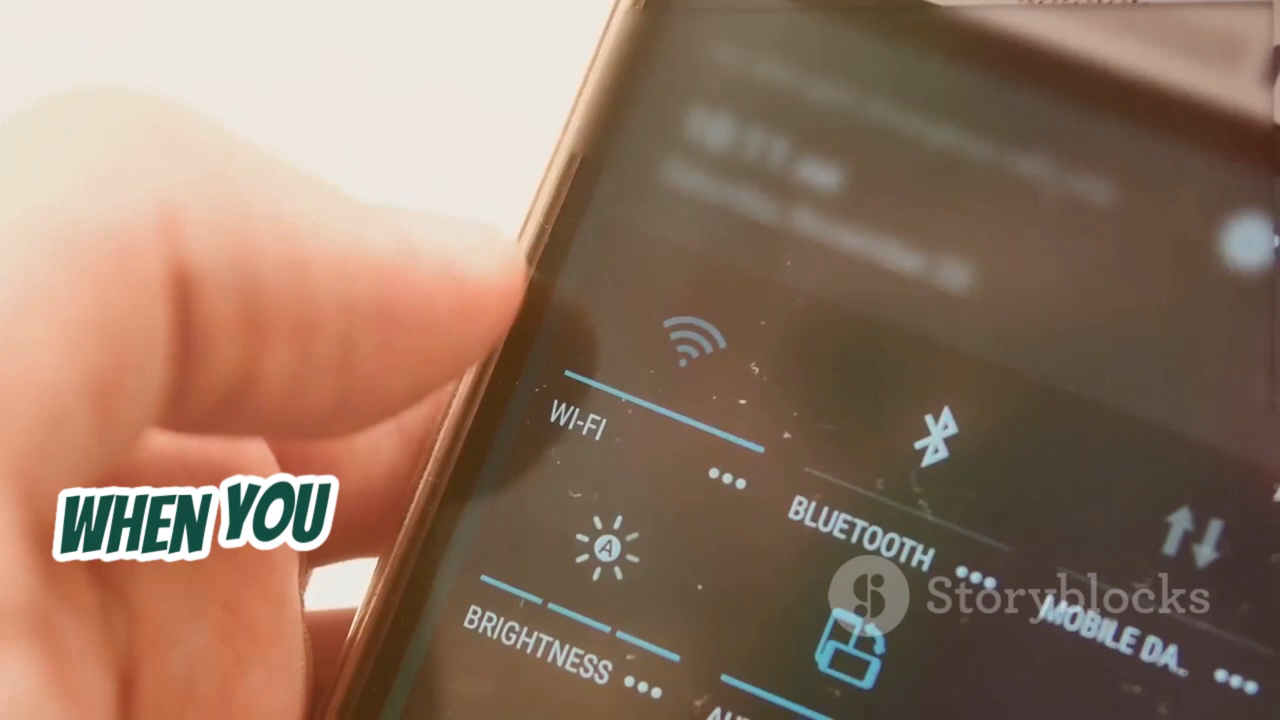 WI-FI
BLUETOOTH
WHEN YOU
A
Storyblocks
MOBILE DA..
BRIGHTNESS